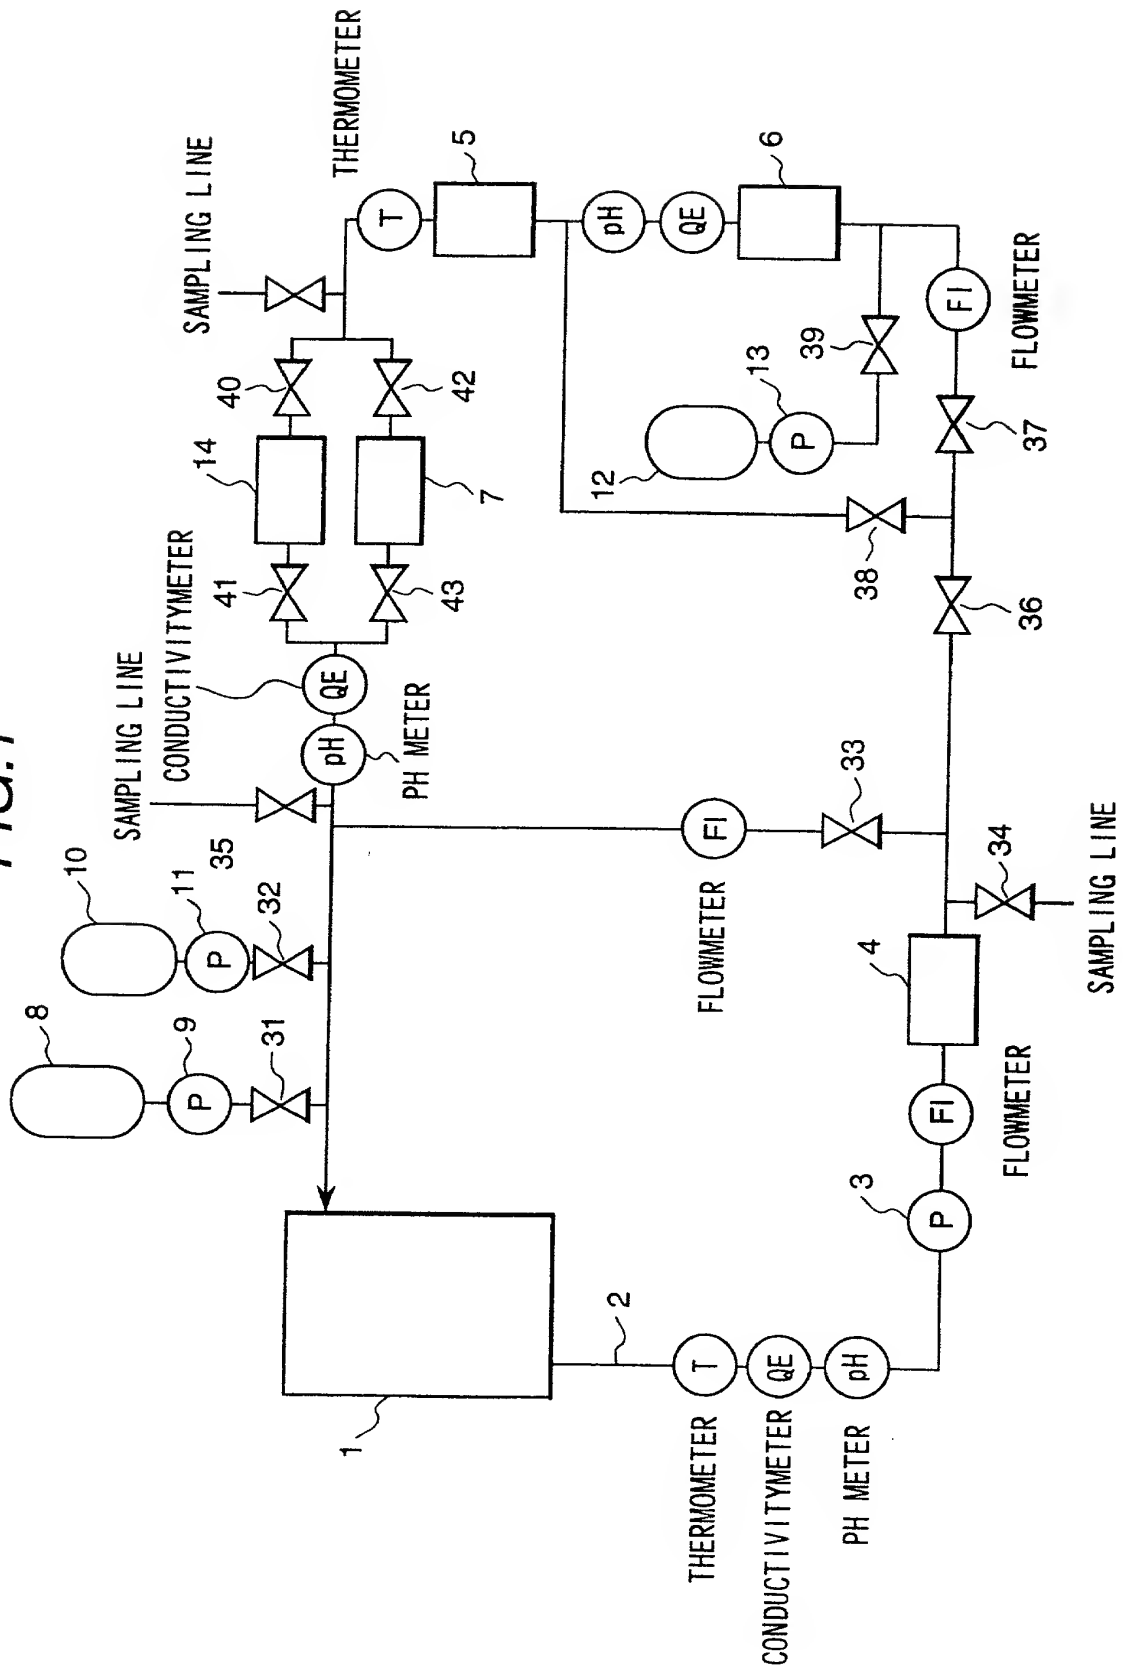 FIG. 1
THERMOMETER
SAMPLING LINE
T
5
pH
QE
6
FI
FLOWMETER
40
42
14
7
41
43
39
13
P
12
37
38
36
CONDUCTIVITYMETER
SAMPLING LINE
QE
pH
PH METER
35
10
11
P
32
8
9
P
31
FI
FLOWMETER
33
34
SAMPLING LINE
4
FI
FLOWMETER
3
P
1
2
T
QE
pH
THERMOMETER
CONDUCTIVITYMETER
PH METER